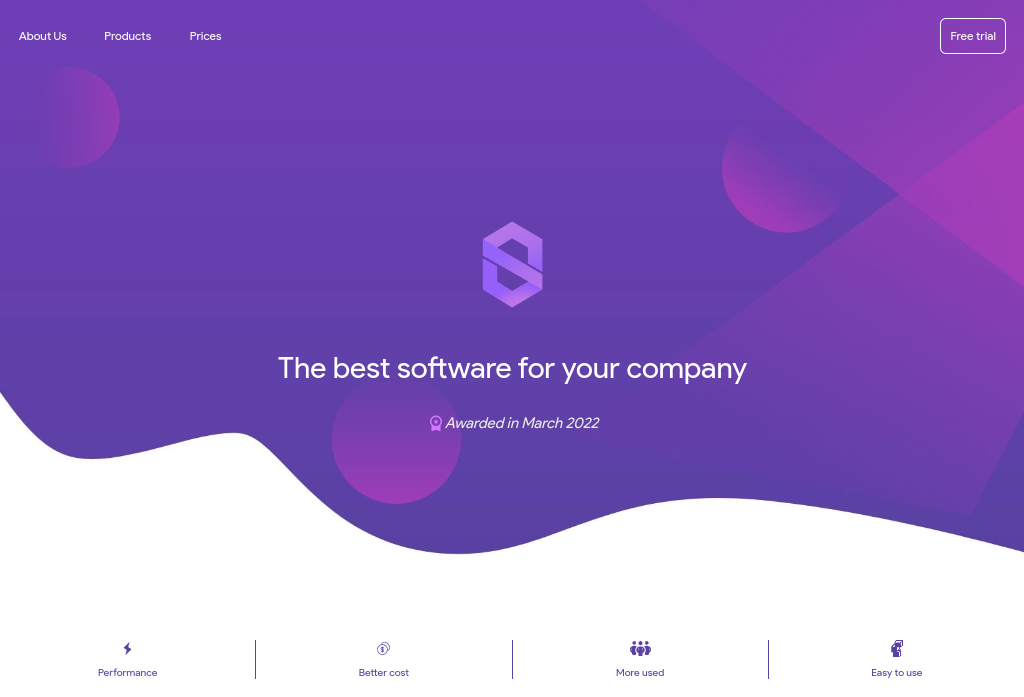 About Us
Products
Prices
Free trial
The best software for your company
Awarded in March 2022
Performance
Better cost
More used
Easy to use